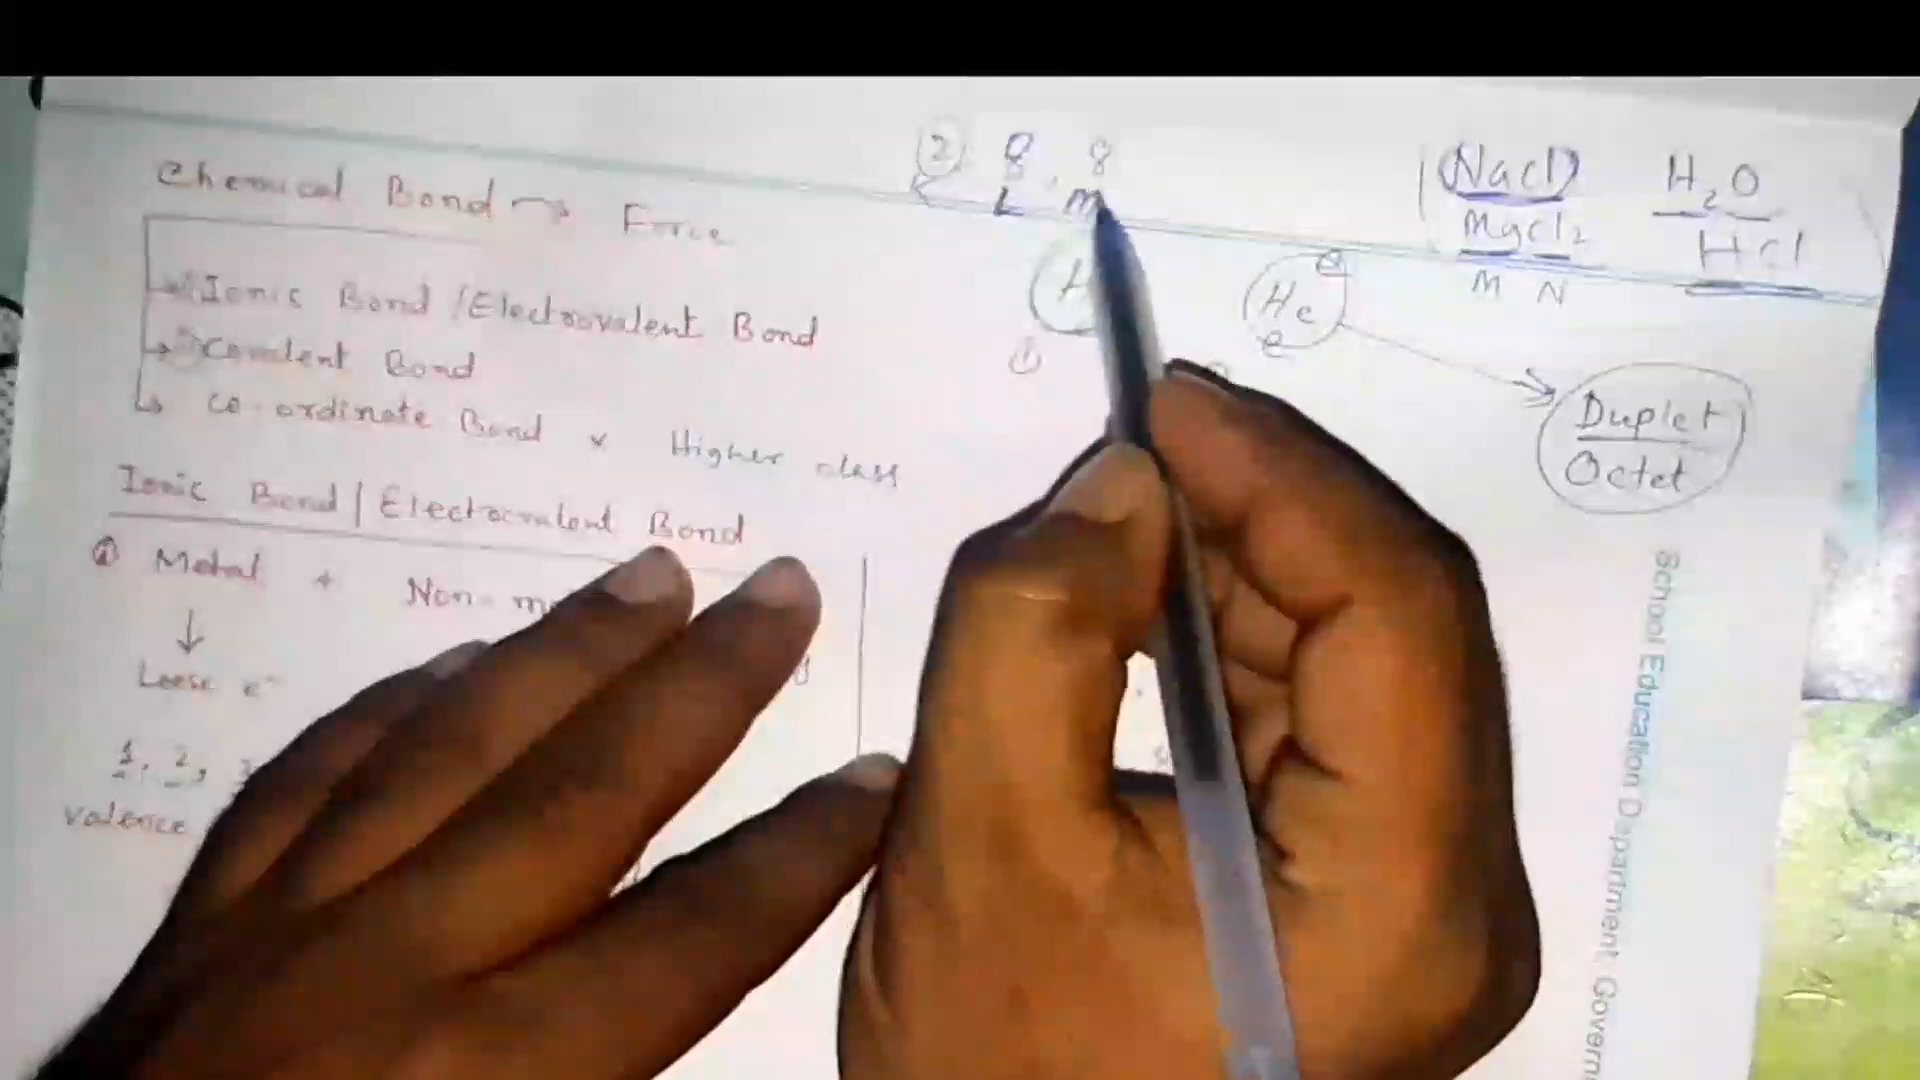 Chemical Bond → Force
Ionic Bond / Electrovalent Bond
Covalent Bond
Co-ordinate Bond × Higher class
Ionic Bond / Electrovalent Bond
Metal + Non-
Loose e⁻
1, 2,
valence
2, 8, 8
L M
H
He
e
e
1
NaCl
MgCl2
M N
H2O
HCl
Duplet
Octet
School Education Department, Govern